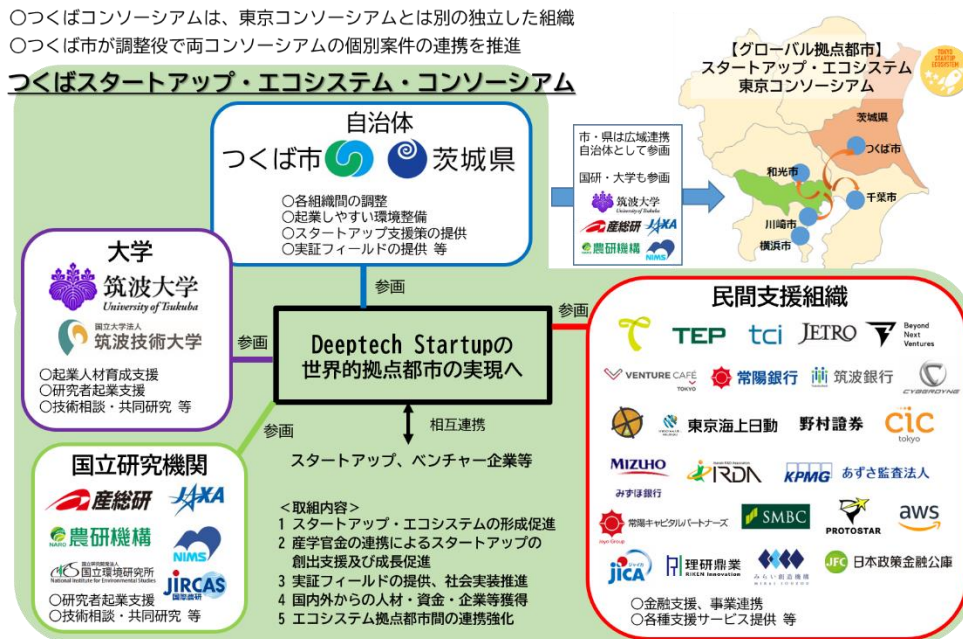 ○つくばコンソーシアムは、東京コンソーシアムとは別の独立した組織
○つくば市が調整役で両コンソーシアムの個別案件の連携を推進
つくばスタートアップ・エコシステム・コンソーシアム
自治体
つくば市
茨城県
○各組織間の調整
○起業しやすい環境整備
○スタートアップ支援策の提供
○実証フィールドの提供 等
市・県は広域連携
自治体として参画
国研・大学も参画
筑波大学
University of Tsukuba
産総研
JAXA
農研機構
NIMS
【グローバル拠点都市】
スタートアップ・エコシステム
東京コンソーシアム
TOKYO
STARTUP
ECOSYSTEM
茨城県
つくば市
和光市
千葉市
川崎市
横浜市
大学
筑波大学
University of Tsukuba
国立大学法人
筑波技術大学
○起業人材育成支援
○研究者起業支援
○技術相談・共同研究 等
参画
参画
参画
参画
Deeptech Startupの
世界的拠点都市の実現へ
相互連携
スタートアップ、ベンチャー企業等
国立研究機関
産総研
JAXA
農研機構
NARO
NIMS
国立研究開発法人
国立環境研究所
National Institute for Environmental Studies
JIRCAS
国際農研
○研究者起業支援
○技術相談・共同研究 等
<取組内容>
1 スタートアップ・エコシステムの形成促進
2 産学官金の連携によるスタートアップの
創出支援及び成長促進
3 実証フィールドの提供、社会実装推進
4 国内外からの人材・資金・企業等獲得
5 エコシステム拠点都市間の連携強化
民間支援組織
TEP
tci
JETRO
Beyond
Next
Ventures
VENTURE CAFÉ
TOKYO
常陽銀行
筑波銀行
CYBERDYNE
東京海上日動
野村證券
CIC
tokyo
MIZUHO
みずほ銀行
IRDA
KPMG
あずさ監査法人
常陽キャピタルパートナーズ
Joyo Group
SMBC
PROTOSTAR
aws
JICA
理研鼎業
RIKEN Innovation
みらい創造機構
MIRAI SOUZOU
JFC
日本政策金融公庫
○金融支援、事業連携
○各種支援サービス提供 等